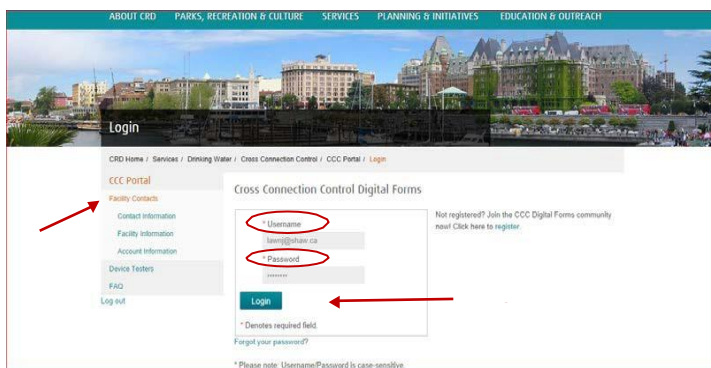 ABOUT CRD PARKS, RECREATION & CULTURE SERVICES PLANNING & INITIATIVES EDUCATION & OUTREACH
Login
CRD Home / Services / Drinking Water / Cross Connection Control / CCC Portal / Login
CCC Portal
Facility Contacts
Contact Information
Facility Information
Account Information
Device Testers
FAQ
Log out
Cross Connection Control Digital Forms
* Username
lawnj@shaw.ca
* Password
********
Login
* Denotes required field.
Forgot your password?
* Please note: Username/Password is case-sensitive.
Not registered? Join the CCC Digital Forms community
now! Click here to register.